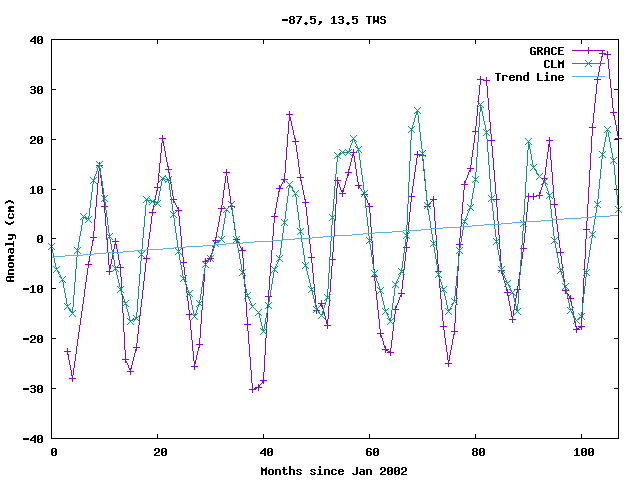 -87.5, 13.5 TWS
GRACE
CLM
Trend Line
40
30
20
10
0
-10
-20
-30
-40
Anomaly (cm)
0 20 40 60 80 100
Months since Jan 2002